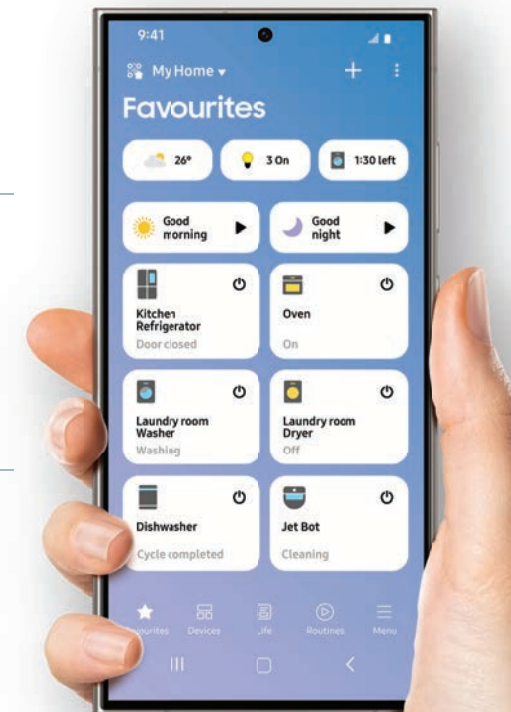 9:41
My Home
Favourites
26° 3 On 1:30 left
Good morning
Good night
Kitchen
Refrigerator
Door closed
Oven
On
Laundry room
Washer
Washing
Laundry room
Dryer
Off
Dishwasher
Cycle completed
Jet Bot
Cleaning
Favourites Devices Life Routines Menu